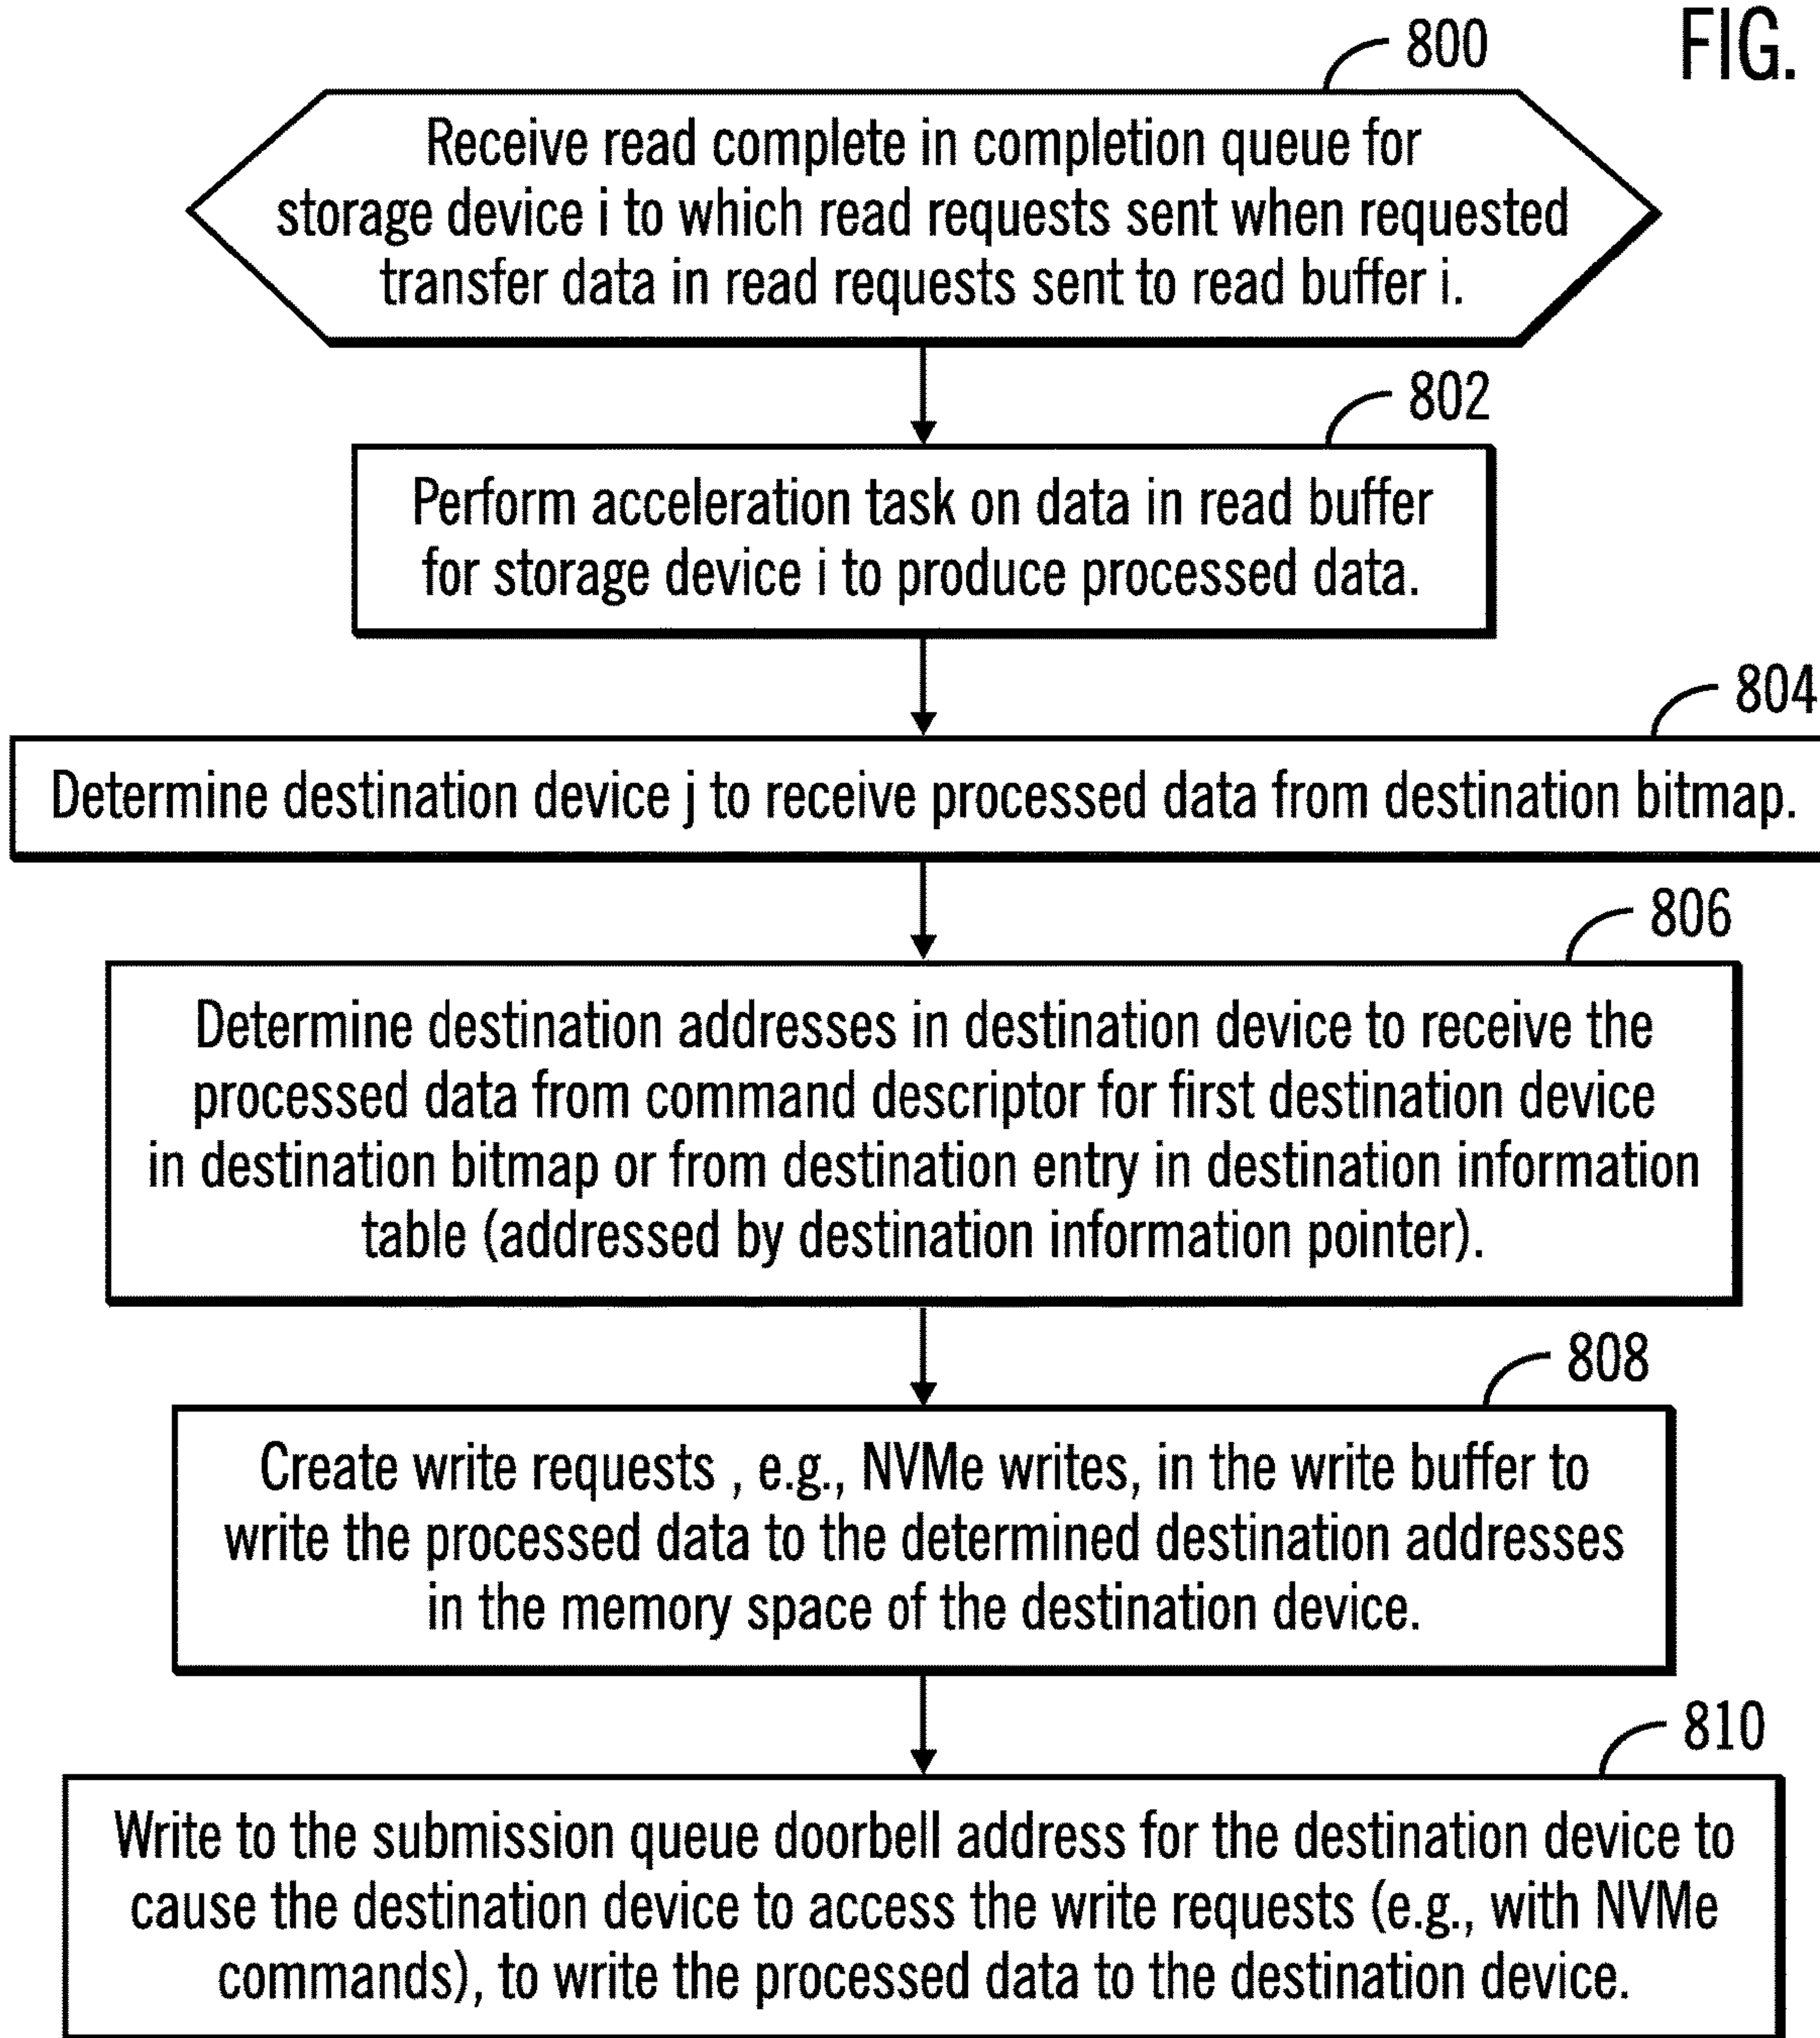 FIG.
800
Receive read complete in completion queue for
storage device i to which read requests sent when requested
transfer data in read requests sent to read buffer i.
802
Perform acceleration task on data in read buffer
for storage device i to produce processed data.
804
Determine destination device j to receive processed data from destination bitmap.
806
Determine destination addresses in destination device to receive the
processed data from command descriptor for first destination device
in destination bitmap or from destination entry in destination information
table (addressed by destination information pointer).
808
Create write requests , e.g., NVMe writes, in the write buffer to
write the processed data to the determined destination addresses
in the memory space of the destination device.
810
Write to the submission queue doorbell address for the destination device to
cause the destination device to access the write requests (e.g., with NVMe
commands), to write the processed data to the destination device.